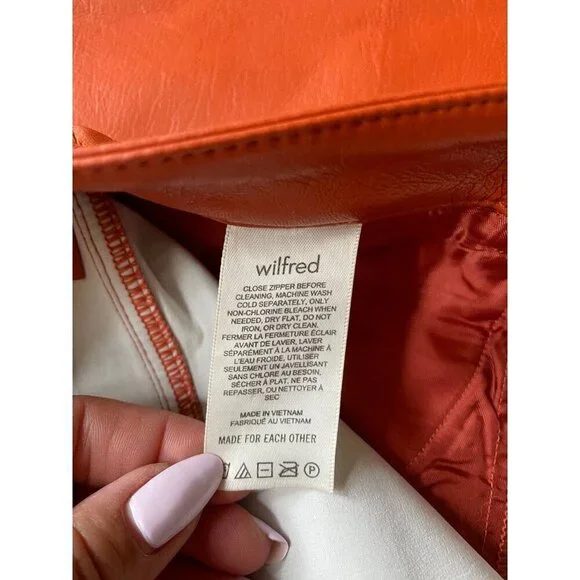 wilfred
CLOSE ZIPPER BEFORE
CLEANING, MACHINE WASH
COLD SEPARATELY, ONLY
NON-CHLORINE BLEACH WHEN
NEEDED, DRY FLAT, DO NOT
IRON, OR DRY CLEAN.
FERMER LA FERMETURE ÉCLAIR
AVANT DE LAVER, LAVER
SÉPARÉMENT À LA MACHINE À
L'EAU FROIDE, UTILISER
SEULEMENT UN JAVELLISANT
SANS CHLORE AU BESOIN,
SÉCHER À PLAT, NE PAS
REPASSER, OU NETTOYER À
SEC
MADE IN VIETNAM
FABRIQUÉ AU VIETNAM
MADE FOR EACH OTHER
P